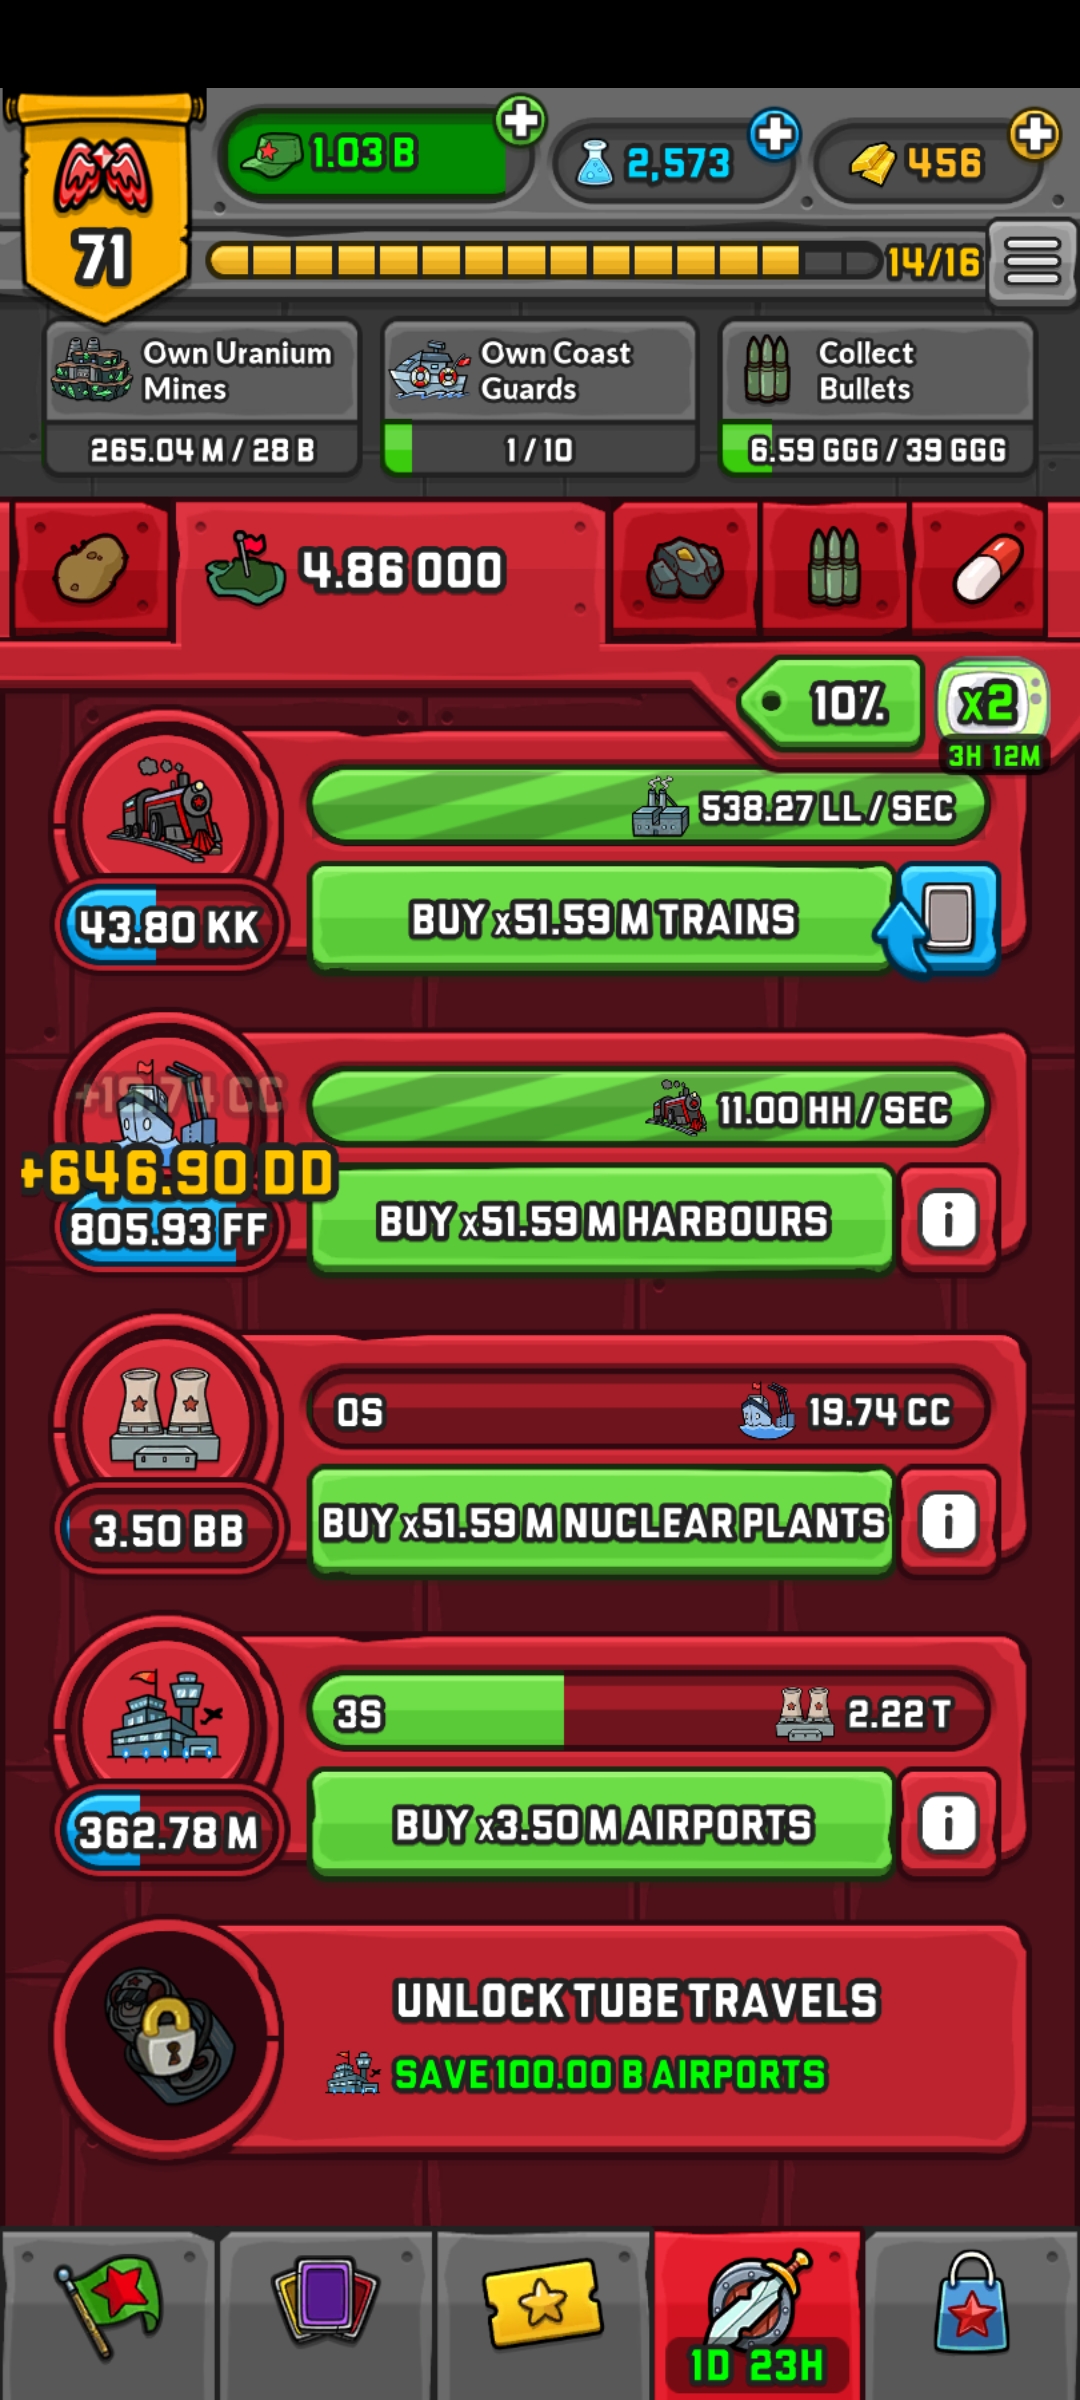 1.03 B
2,573
456
71
14/16
Own Uranium
Mines
265.04 M / 28 B
Own Coast
Guards
1 / 10
Collect
Bullets
6.59 GGG / 39 GGG
4.86 OOO
10%
x2
3H 12M
538.27 LL / SEC
43.80 KK
BUY x51.59 M TRAINS
+19.74 CC
11.00 HH / SEC
+646.90 DD
805.93 FF
BUY x51.59 M HARBOURS
i
0S
19.74 CC
3.50 BB
BUY x51.59 M NUCLEAR PLANTS
i
3S
2.22 T
362.78 M
BUY x3.50 M AIRPORTS
i
UNLOCK TUBE TRAVELS
SAVE 100.00 B AIRPORTS
1D 23H